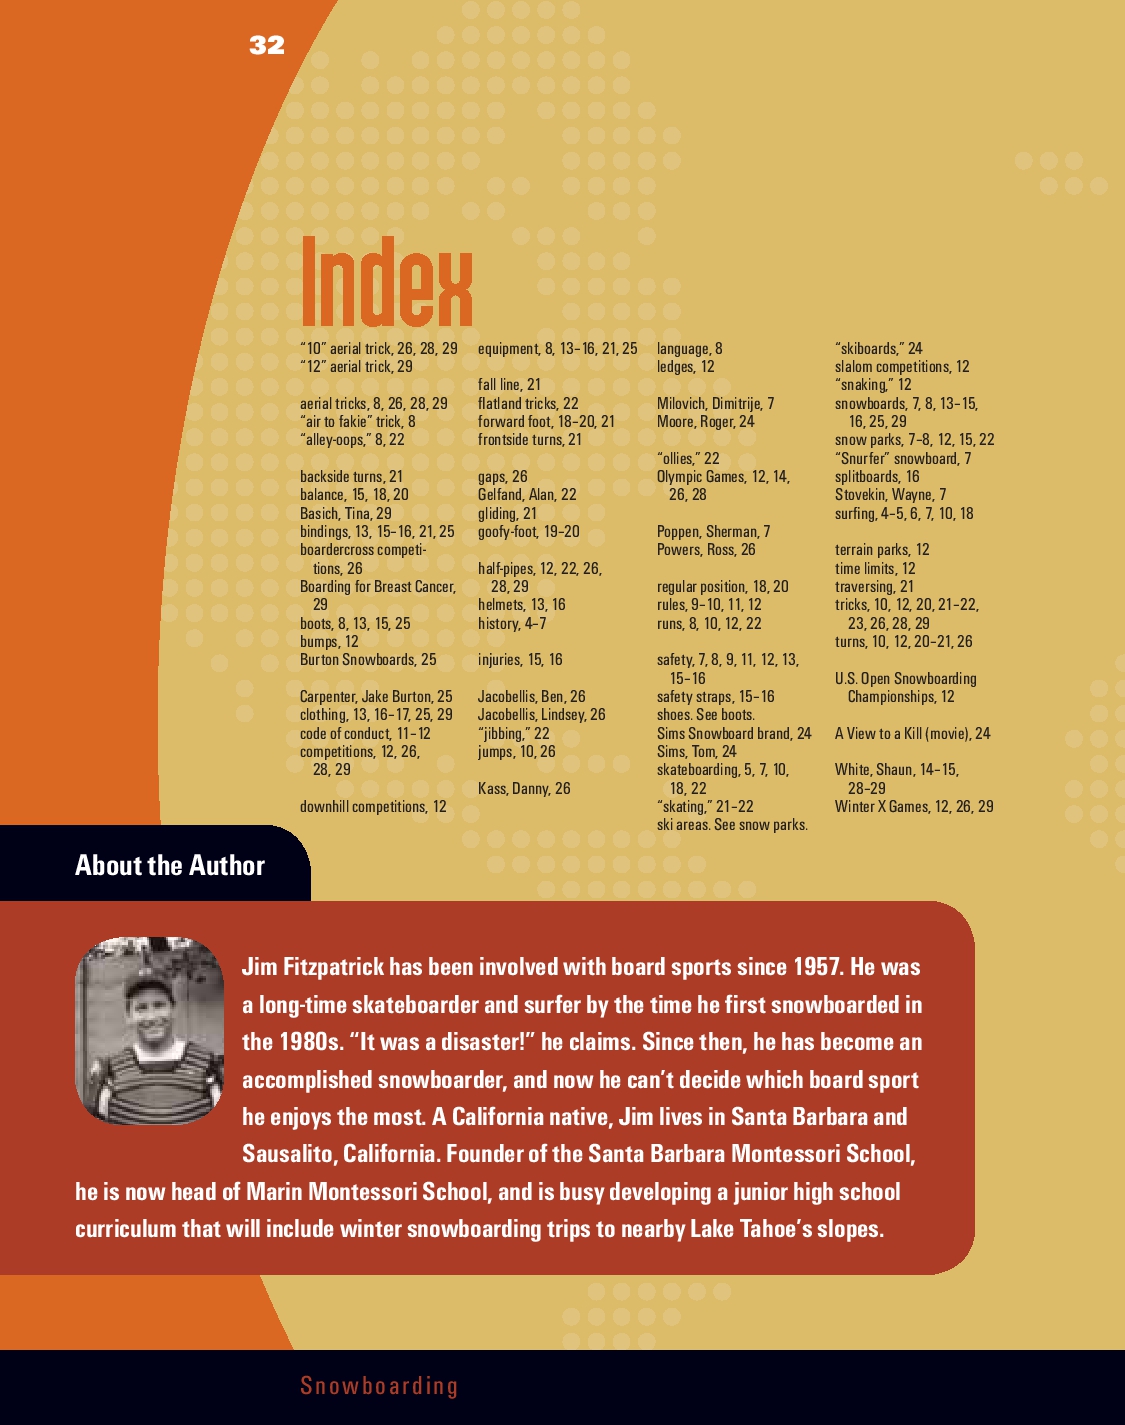 32
Index
“10” aerial trick, 26, 28, 29
“12” aerial trick, 29
aerial tricks, 8, 26, 28, 29
“air to fakie” trick, 8
“alley-oops,” 8, 22
backside turns, 21
balance, 15, 18, 20
Basich, Tina, 29
bindings, 13, 15–16, 21, 25
boardercross competi-
tions, 26
Boarding for Breast Cancer,
29
boots, 8, 13, 15, 25
bumps, 12
Burton Snowboards, 25
Carpenter, Jake Burton, 25
clothing, 13, 16–17, 25, 29
code of conduct, 11–12
competitions, 12, 26,
28, 29
downhill competitions, 12
equipment, 8, 13–16, 21, 25
fall line, 21
flatland tricks, 22
forward foot, 18–20, 21
frontside turns, 21
gaps, 26
Gelfand, Alan, 22
gliding, 21
goofy-foot, 19–20
half-pipes, 12, 22, 26,
28, 29
helmets, 13, 16
history, 4–7
injuries, 15, 16
Jacobellis, Ben, 26
Jacobellis, Lindsey, 26
“jibbing,” 22
jumps, 10, 26
Kass, Danny, 26
language, 8
ledges, 12
Milovich, Dimitrije, 7
Moore, Roger, 24
“ollies,” 22
Olympic Games, 12, 14,
26, 28
Poppen, Sherman, 7
Powers, Ross, 26
regular position, 18, 20
rules, 9–10, 11, 12
runs, 8, 10, 12, 22
safety, 7, 8, 9, 11, 12, 13,
15–16
safety straps, 15–16
shoes. See boots.
Sims Snowboard brand, 24
Sims, Tom, 24
skateboarding, 5, 7, 10,
18, 22
“skating,” 21–22
ski areas. See snow parks.
“skiboards,” 24
slalom competitions, 12
“snaking,” 12
snowboards, 7, 8, 13–15,
16, 25, 29
snow parks, 7–8, 12, 15, 22
“Snurfer” snowboard, 7
splitboards, 16
Stovekin, Wayne, 7
surfing, 4–5, 6, 7, 10, 18
terrain parks, 12
time limits, 12
traversing, 21
tricks, 10, 12, 20, 21–22,
23, 26, 28, 29
turns, 10, 12, 20–21, 26
U.S. Open Snowboarding
Championships, 12
A View to a Kill (movie), 24
White, Shaun, 14–15,
28–29
Winter X Games, 12, 26, 29
About the Author
Jim Fitzpatrick has been involved with board sports since 1957. He was
a long-time skateboarder and surfer by the time he first snowboarded in
the 1980s. “It was a disaster!” he claims. Since then, he has become an
accomplished snowboarder, and now he can’t decide which board sport
he enjoys the most. A California native, Jim lives in Santa Barbara and
Sausalito, California. Founder of the Santa Barbara Montessori School,
he is now head of Marin Montessori School, and is busy developing a junior high school
curriculum that will include winter snowboarding trips to nearby Lake Tahoe’s slopes.
Snowboarding